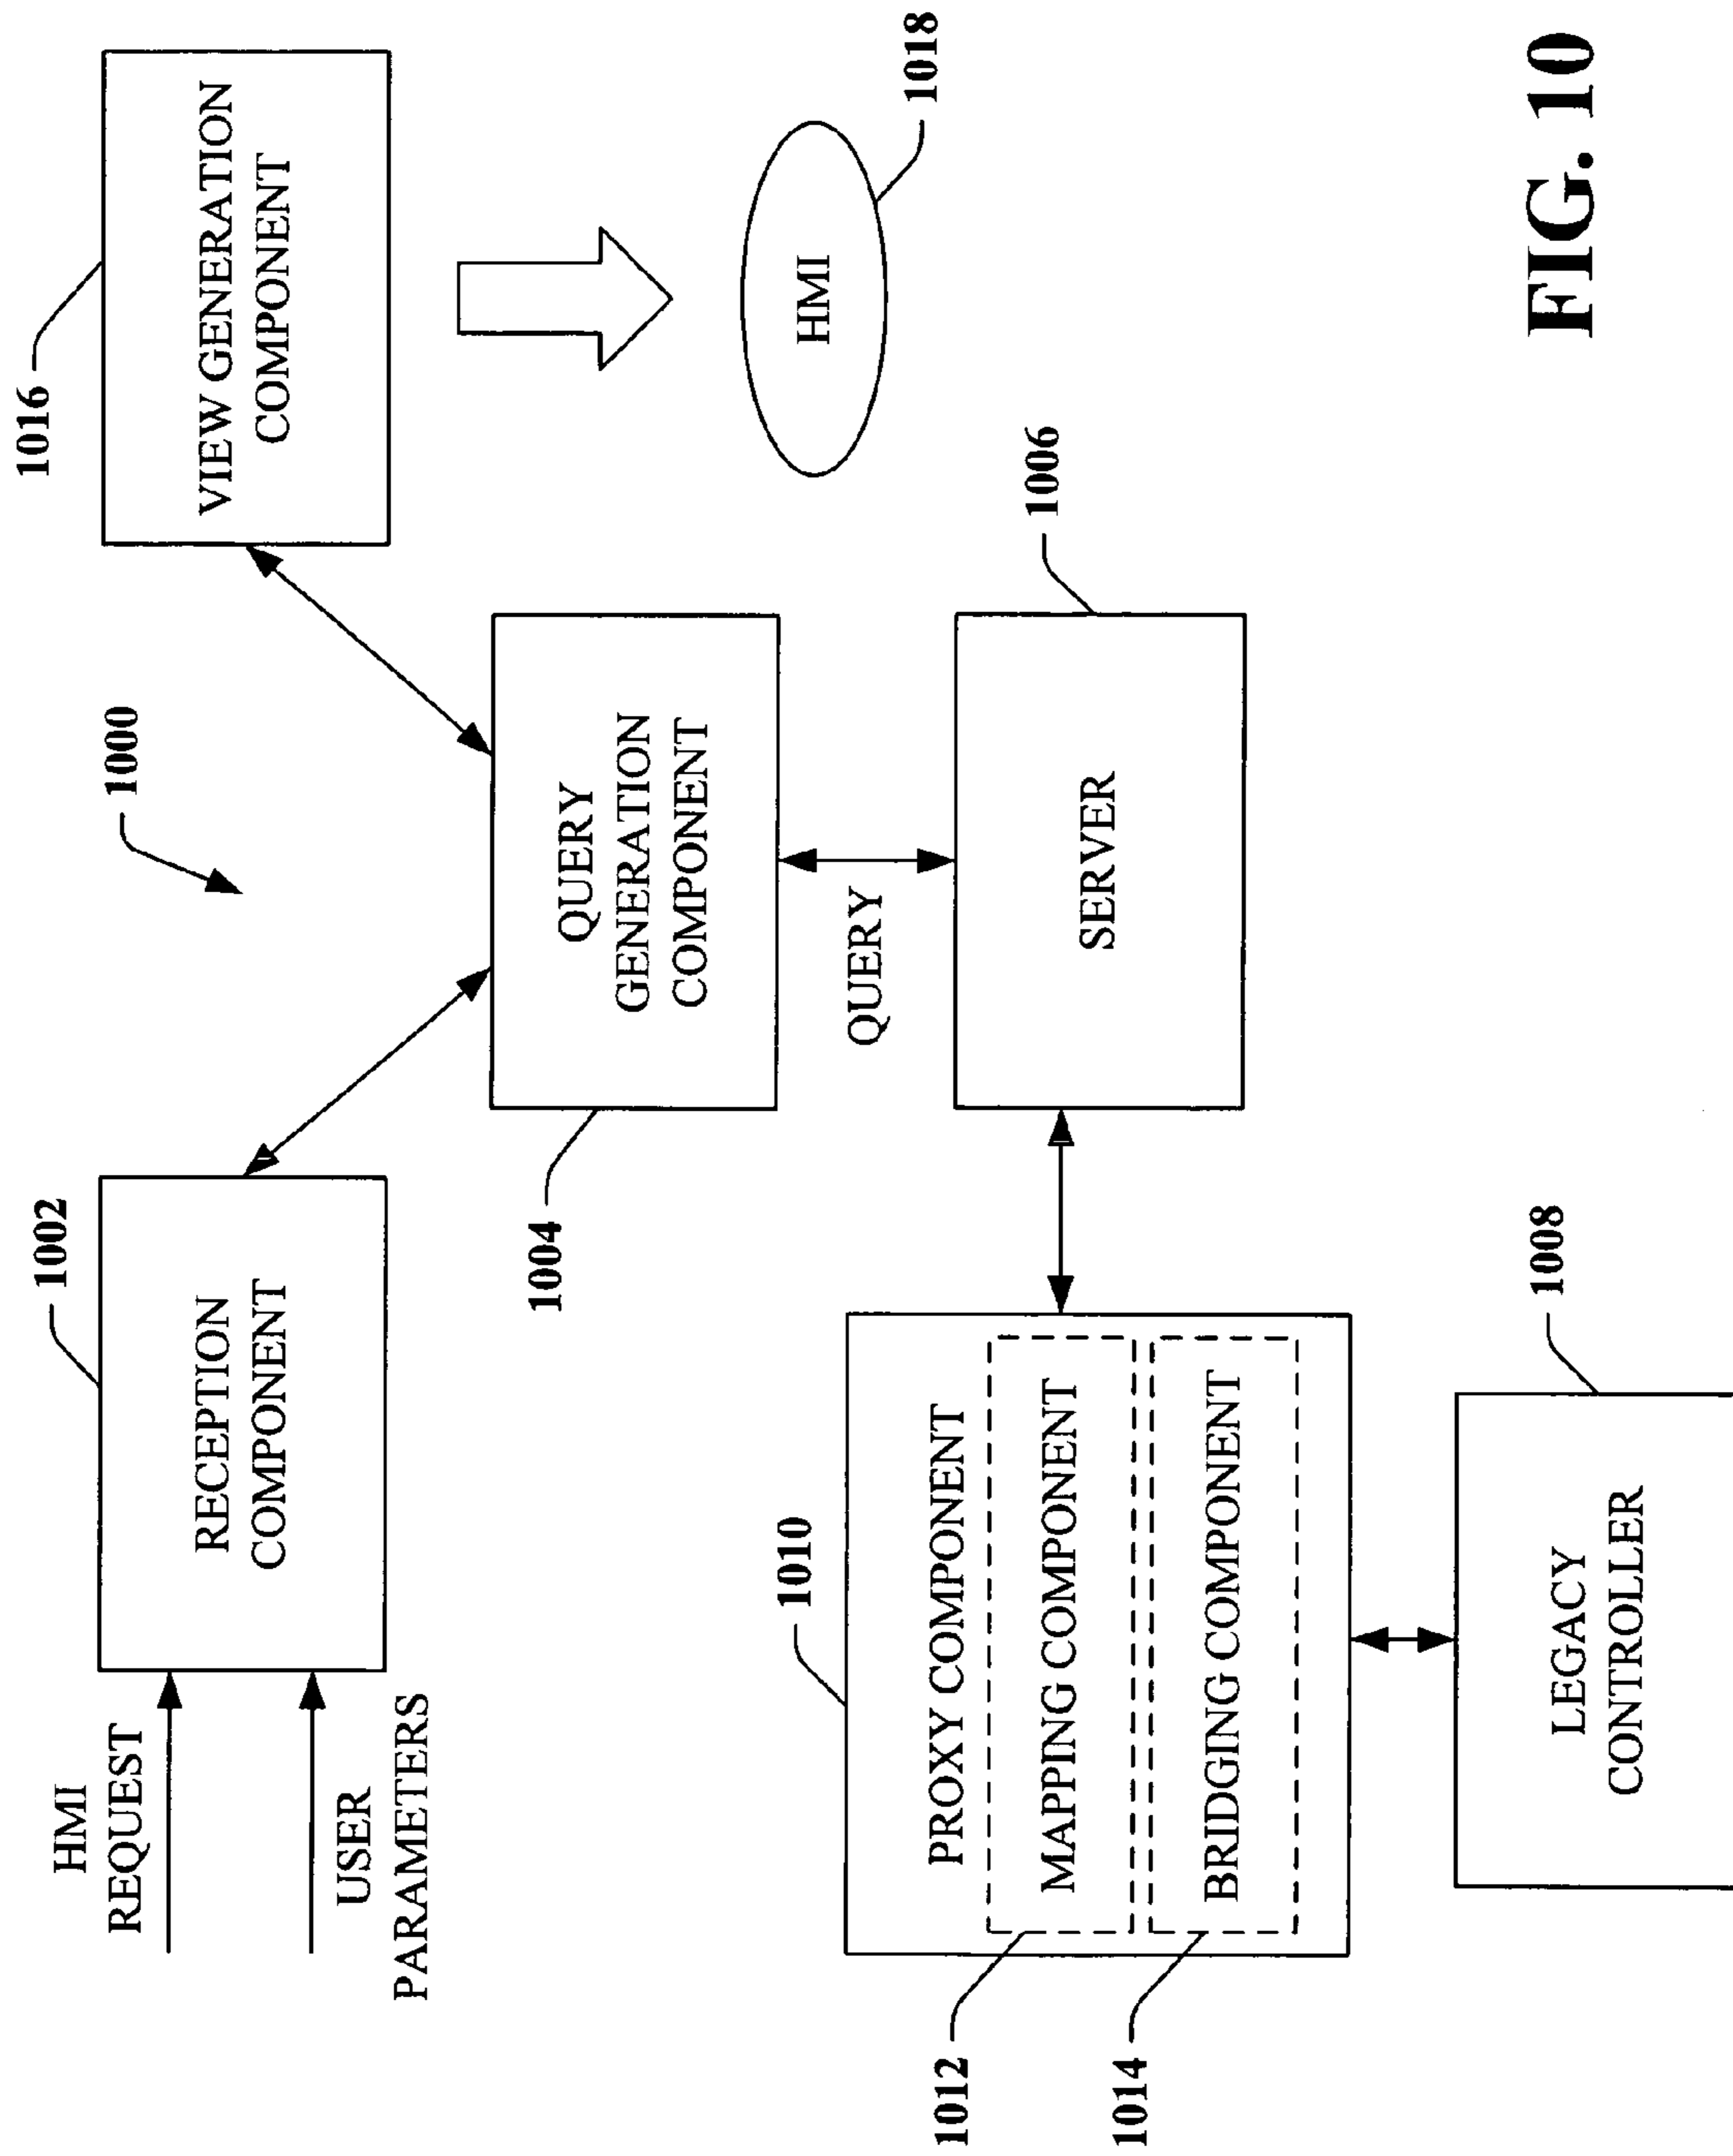 1000
HMI
REQUEST
USER
PARAMETERS
1002
RECEPTION
COMPONENT
1016
VIEW GENERATION
COMPONENT
HMI
1018
QUERY
GENERATION
COMPONENT
1004
QUERY
1006
SERVER
1010
PROXY COMPONENT
MAPPING COMPONENT
BRIDGING COMPONENT
1012
1014
1008
LEGACY
CONTROLLER
FIG. 10